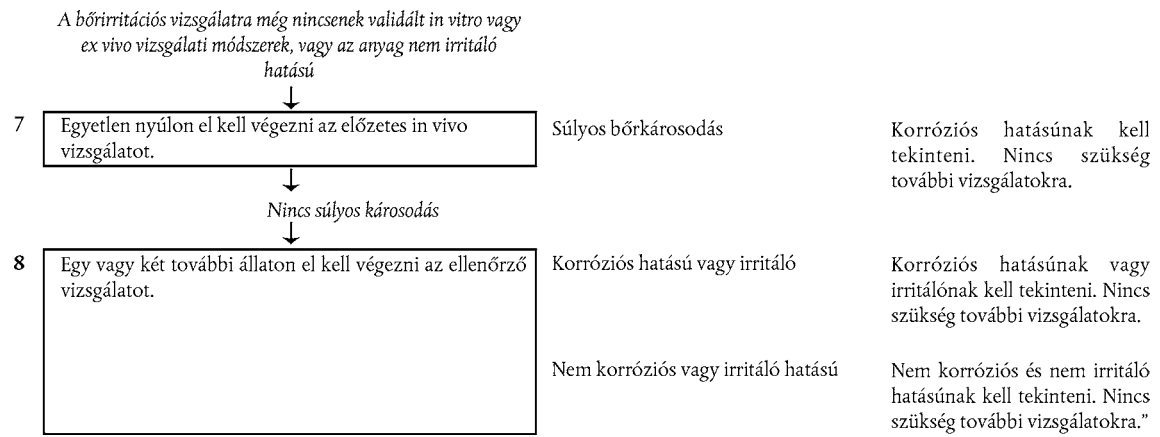 A bőrirritációs vizsgálatra még nincsenek validált in vitro vagy
ex vivo vizsgálati módszerek, vagy az anyag nem irritáló
hatású
7
Egyetlen nyúlon el kell végezni az előzetes in vivo
vizsgálatot.
Súlyos bőrkárosodás
Korróziós hatásúnak kell
tekinteni. Nincs szükség
további vizsgálatokra.
Nincs súlyos károsodás
8
Egy vagy két további állaton el kell végezni az ellenőrző
vizsgálatot.
Korróziós hatású vagy irritáló
Korróziós hatásúnak vagy
irritálónak kell tekinteni. Nincs
szükség további vizsgálatokra.
Nem korróziós vagy irritáló hatású
Nem korróziós és nem irritáló
hatásúnak kell tekinteni. Nincs
szükség további vizsgálatokra.”